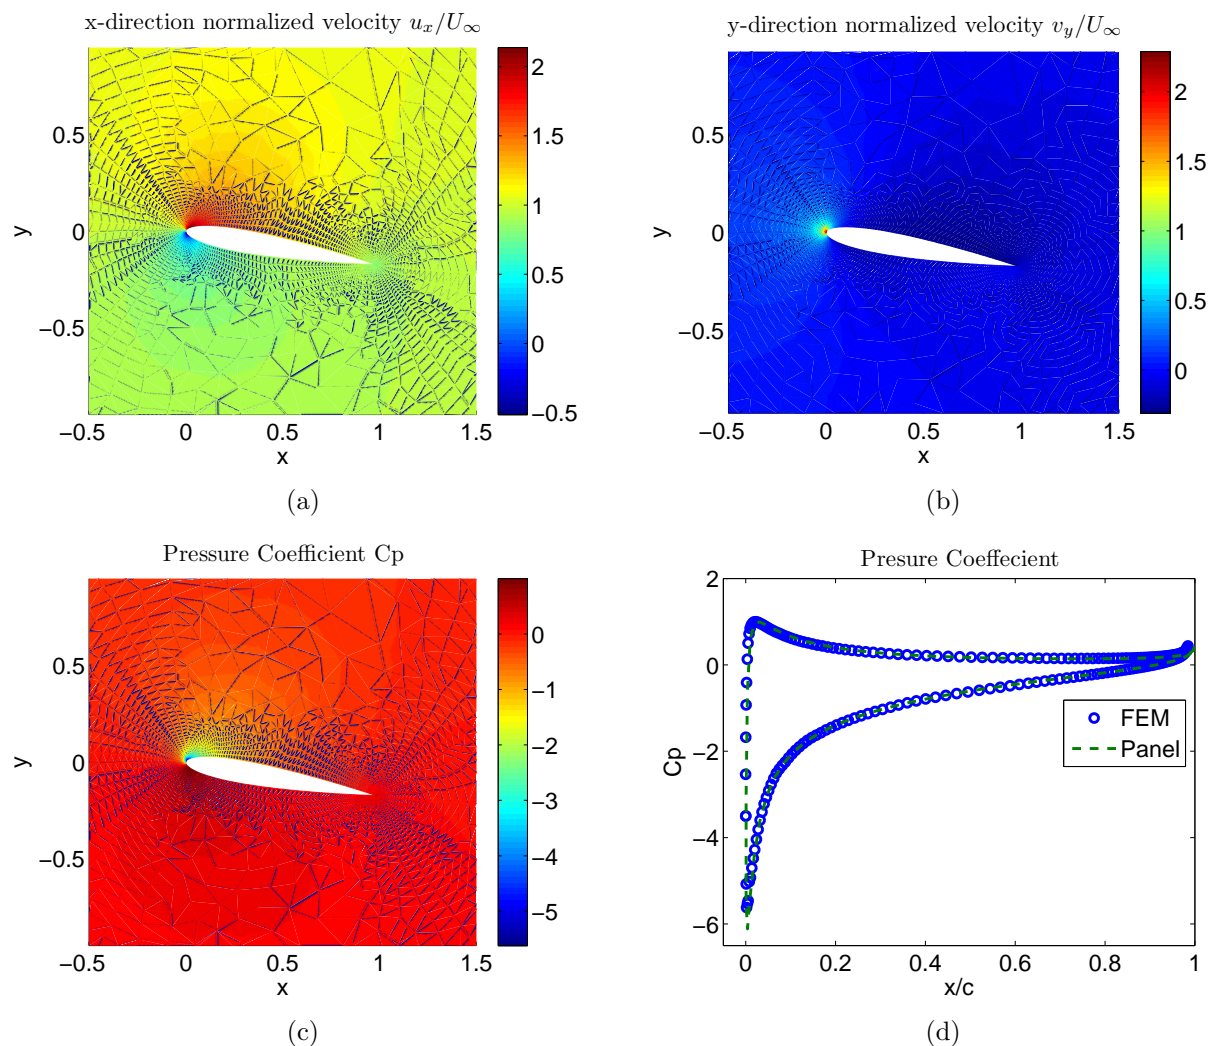 x-direction normalized velocity u_x/U_∞
2
1.5
1
0.5
0
−0.5
0.5
0
−0.5
y
−0.5 0 0.5 1 1.5
x
(a)
y-direction normalized velocity v_y/U_∞
2
1.5
1
0.5
0
0.5
0
−0.5
y
−0.5 0 0.5 1 1.5
x
(b)
Pressure Coefficient Cp
0
−1
−2
−3
−4
−5
0.5
0
−0.5
y
−0.5 0 0.5 1 1.5
x
(c)
Presure Coeffecient
2
0
−2
−4
−6
Cp
FEM
Panel
0 0.2 0.4 0.6 0.8 1
x/c
(d)